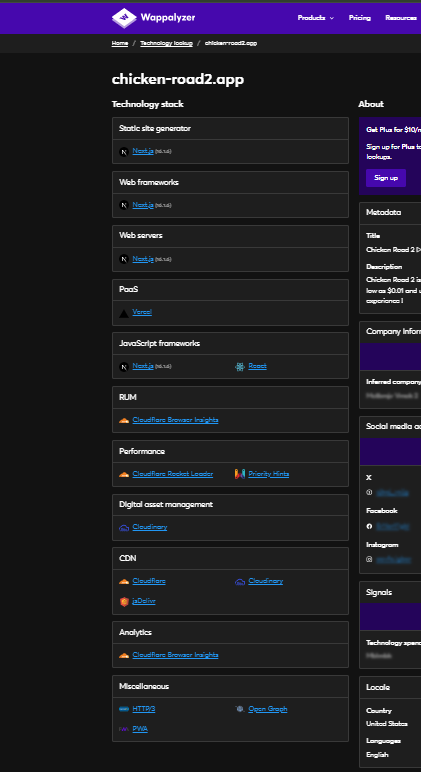 Wappalyzer
Products
Pricing
Resources
Home / Technology lookup / chicken-road2.app
chicken-road2.app
Technology stack
Static site generator
Next.js (16.1.6)
Web frameworks
Next.js (16.1.6)
Web servers
Next.js (16.1.6)
PaaS
Vercel
JavaScript frameworks
Next.js (16.1.6)
React
RUM
Cloudflare Browser Insights
Performance
Cloudflare Rocket Loader
Priority Hints
Digital asset management
Cloudinary
CDN
Cloudflare
Cloudinary
jsDelivr
Analytics
Cloudflare Browser Insights
Miscellaneous
HTTP/3
Open Graph
PWA
About
Get Plus for $10/
Sign up for Plus to
lookups.
Sign up
Metadata
Title
Chicken Road 2
Description
Chicken Road 2 is
low as $0.01 and
experience !
Company infor
Inferred company
Social media ac
X
Facebook
Instagram
Signals
Technology spen
Locale
Country
United States
Languages
English